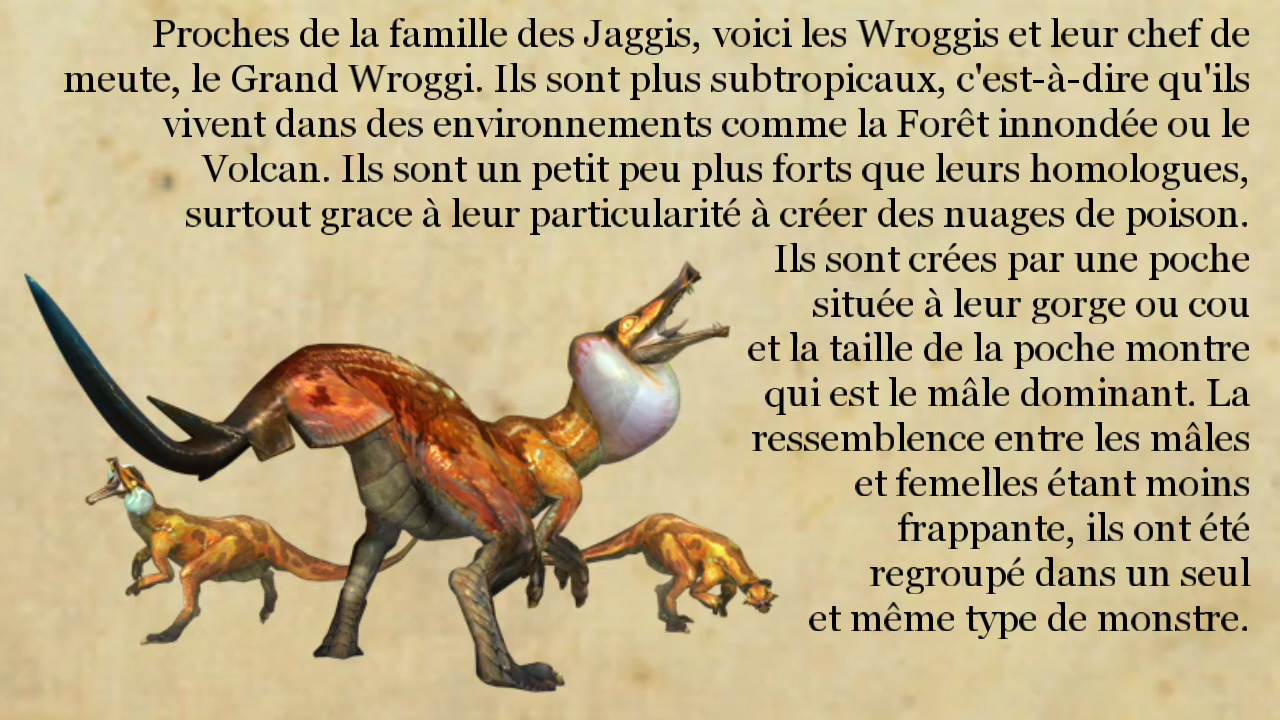 Proches de la famille des Jaggis, voici les Wroggis et leur chef de
meute, le Grand Wroggi. Ils sont plus subtropicaux, c'est-à-dire qu'ils
vivent dans des environnements comme la Forêt innondée ou le
Volcan. Ils sont un petit peu plus forts que leurs homologues,
surtout grace à leur particularité à créer des nuages de poison.
Ils sont crées par une poche
située à leur gorge ou cou
et la taille de la poche montre
qui est le mâle dominant. La
ressemblence entre les mâles
et femelles étant moins
frappante, ils ont été
regroupé dans un seul
et même type de monstre.